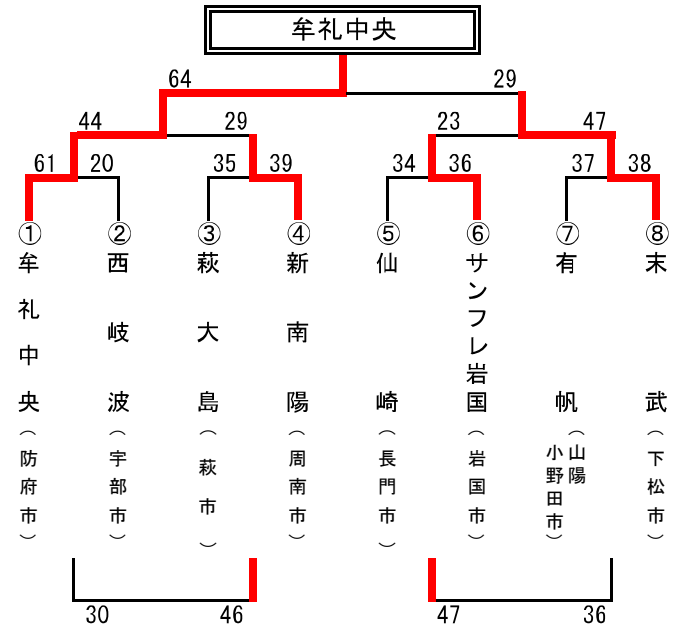 牟礼中央
64 29
44 29 23 47
61 20 35 39 34 36 37 38
① ② ③ ④ ⑤ ⑥ ⑦ ⑧
牟礼中央(防府市)
西岐波(宇部市)
萩大島(萩市)
新南陽(周南市)
仙崎(長門市)
サンフレ岩国(岩国市)
有帆(山陽
小野田市)
末武(下松市)
30 46 47 36